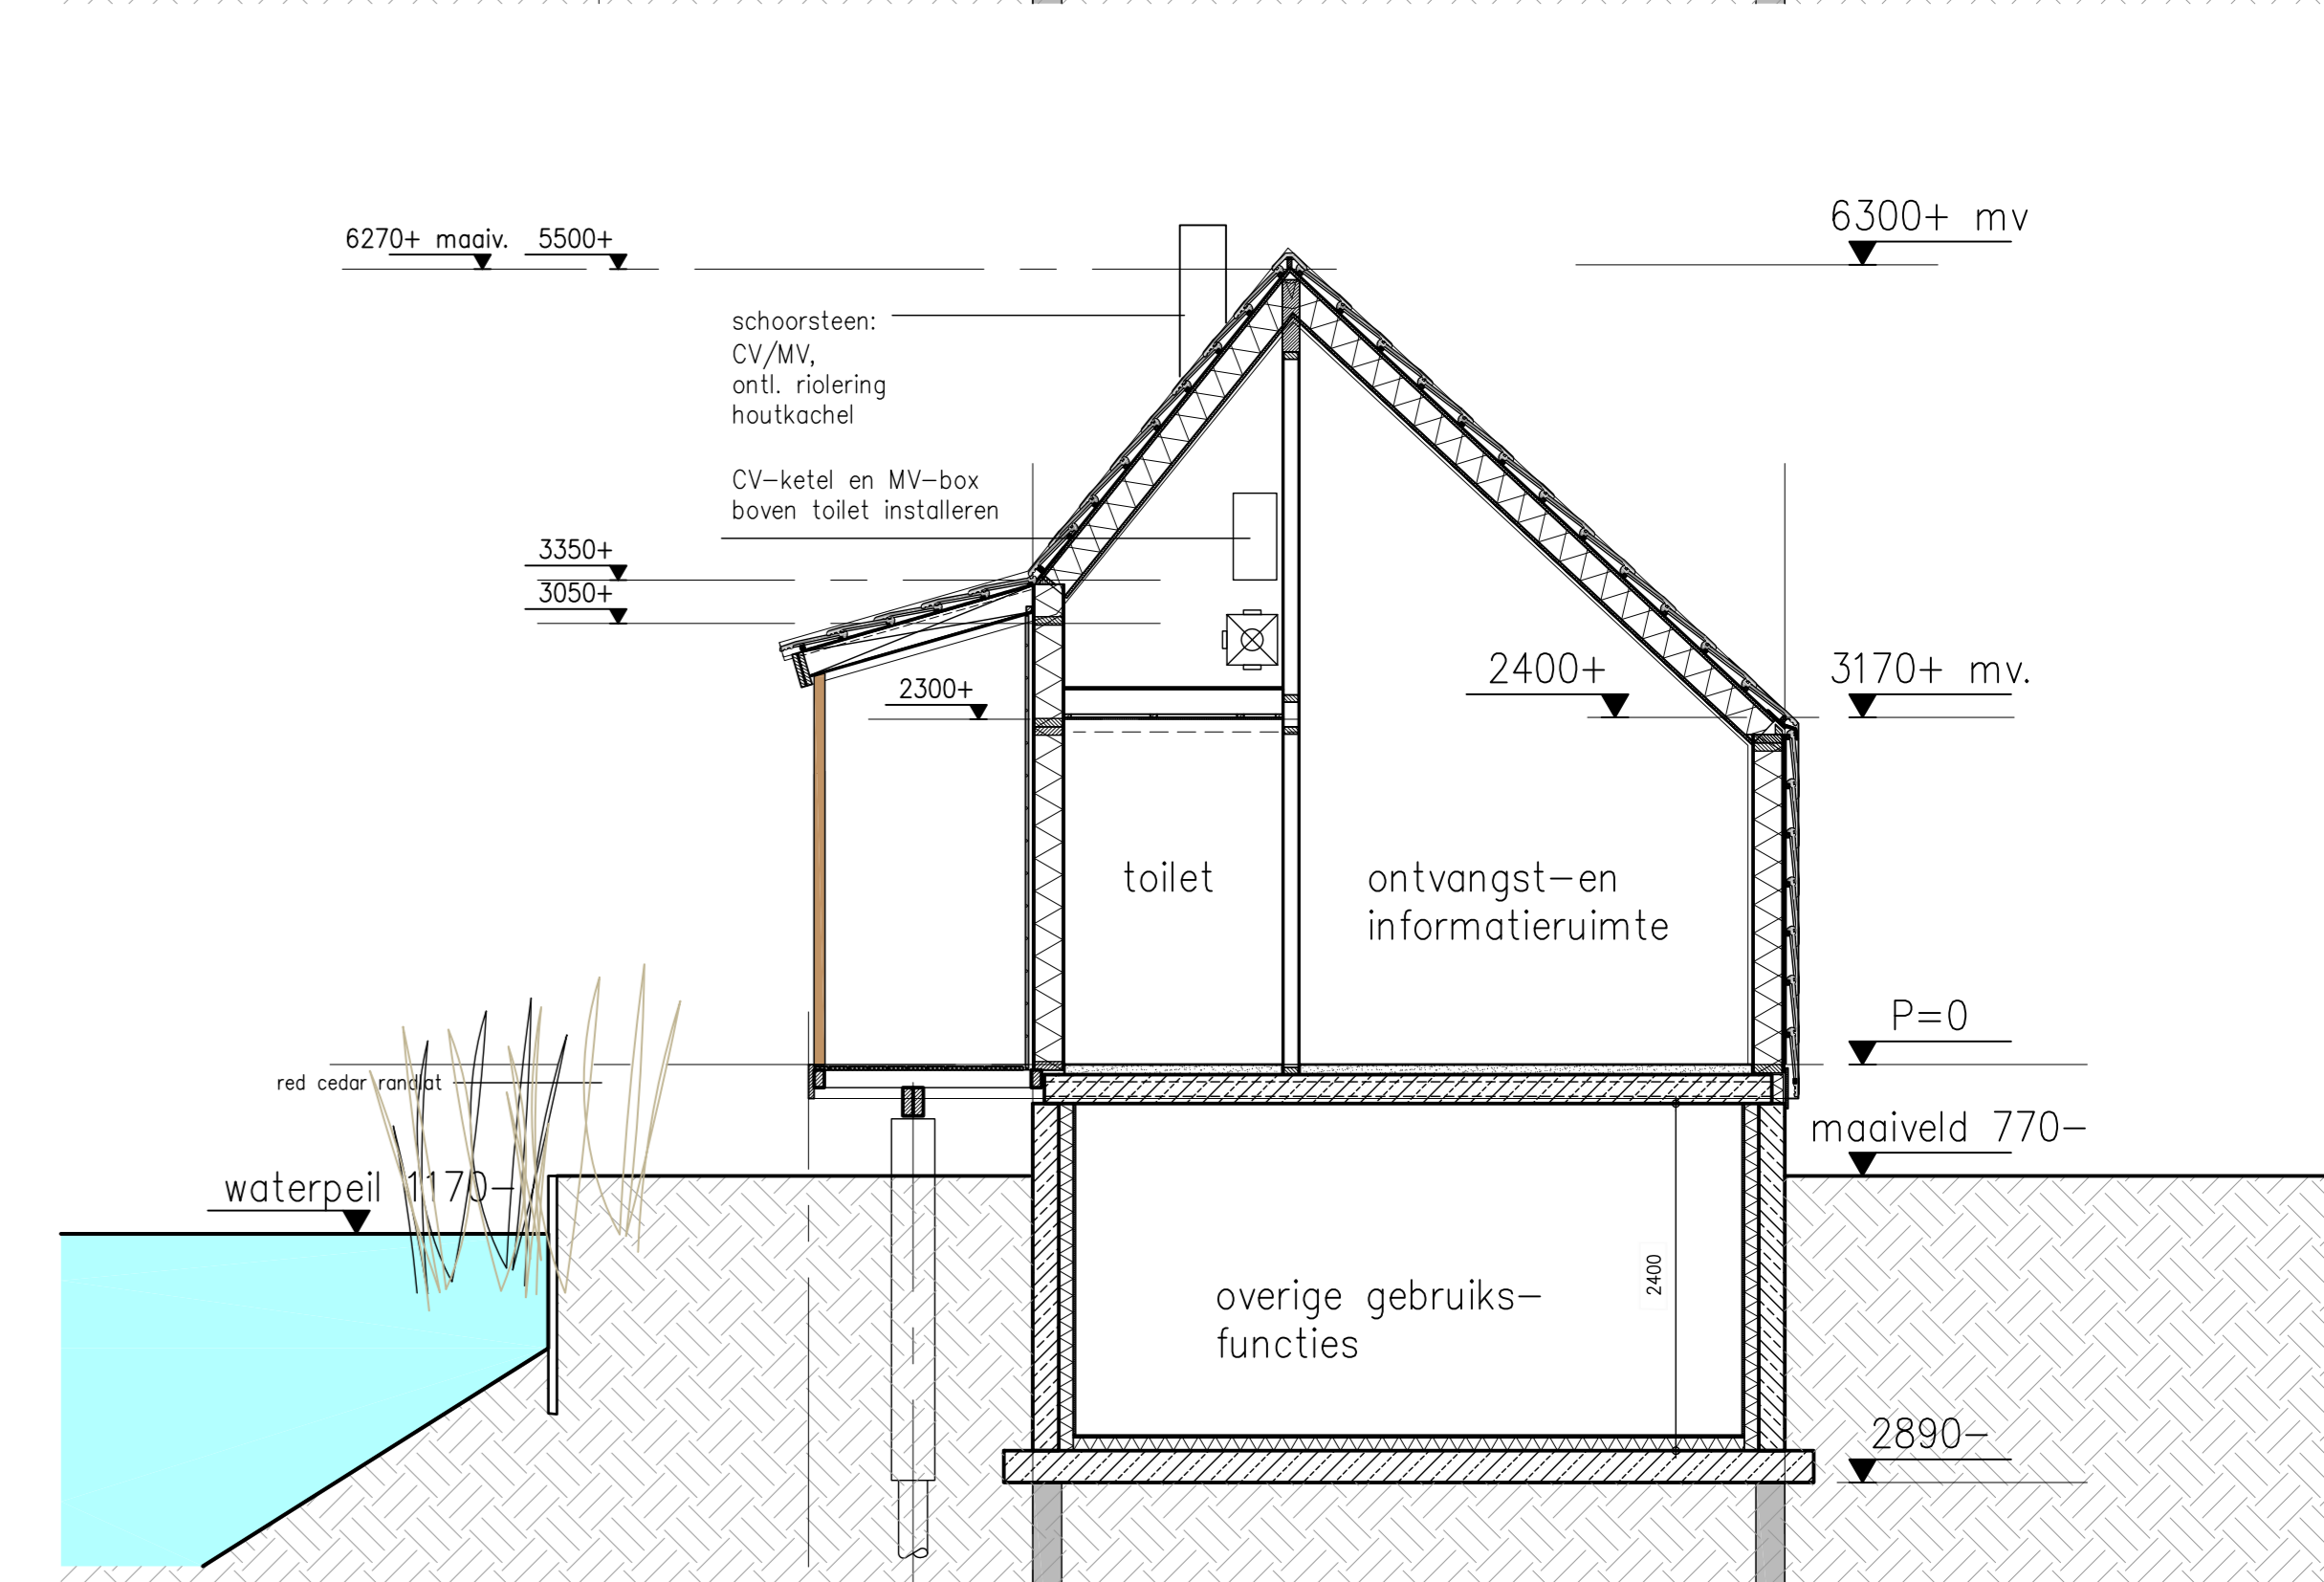 6270+ maaiv.
5500+
6300+ mv
schoorsteen:
CV/MV,
ontl. riolering
houtkachel
CV-ketel en MV-box
boven toilet installeren
3350+
3050+
2300+
2400+
3170+ mv.
toilet
ontvangst-en
informatieruimte
P=0
red cedar randlat
maaiveld 770-
waterpeil 1170-
2400
overige gebruiks-
functies
2890-